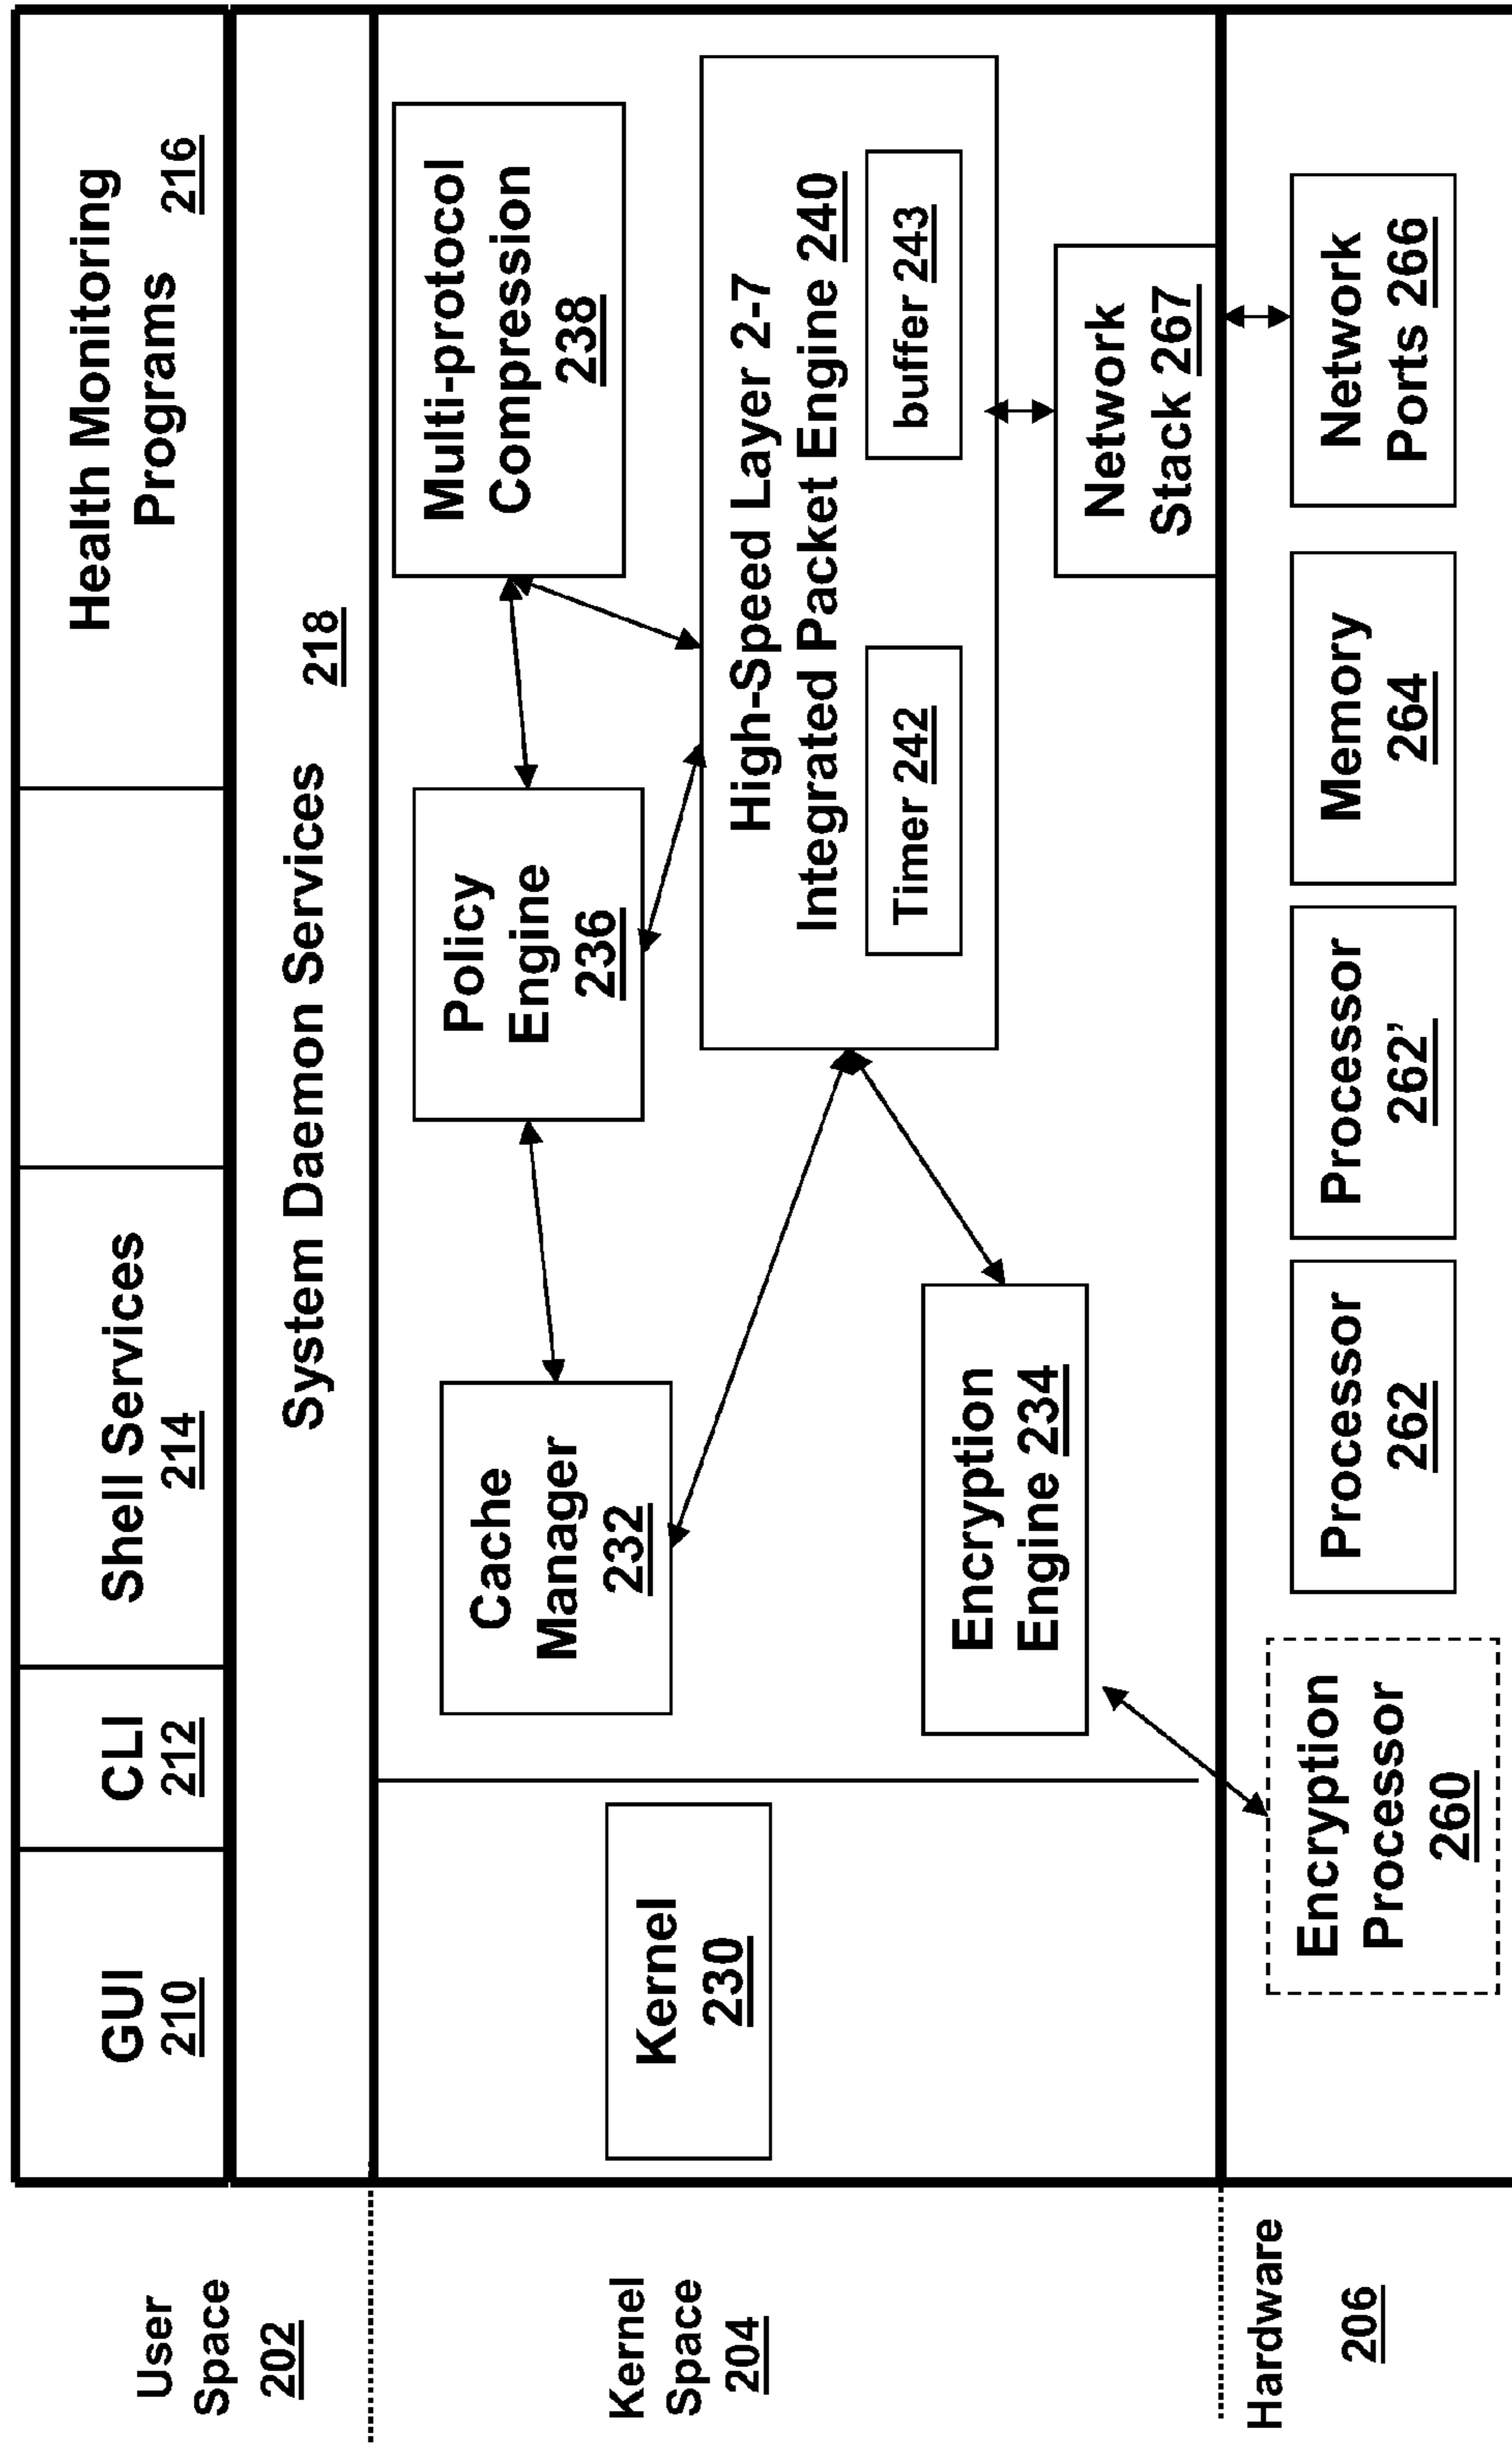 User
Space
202
GUI
210
CLI
212
Shell Services
214
Health Monitoring
Programs 216
System Daemon Services 218
Kernel
Space
204
Kernel
230
Cache
Manager
232
Policy
Engine
236
Multi-protocol
Compression
238
High-Speed Layer 2-7
Integrated Packet Engine 240
Timer 242
buffer 243
Encryption
Engine 234
Network
Stack 267
Hardware
206
Encryption
Processor
260
Processor
262
Processor
262’
Memory
264
Network
Ports 266